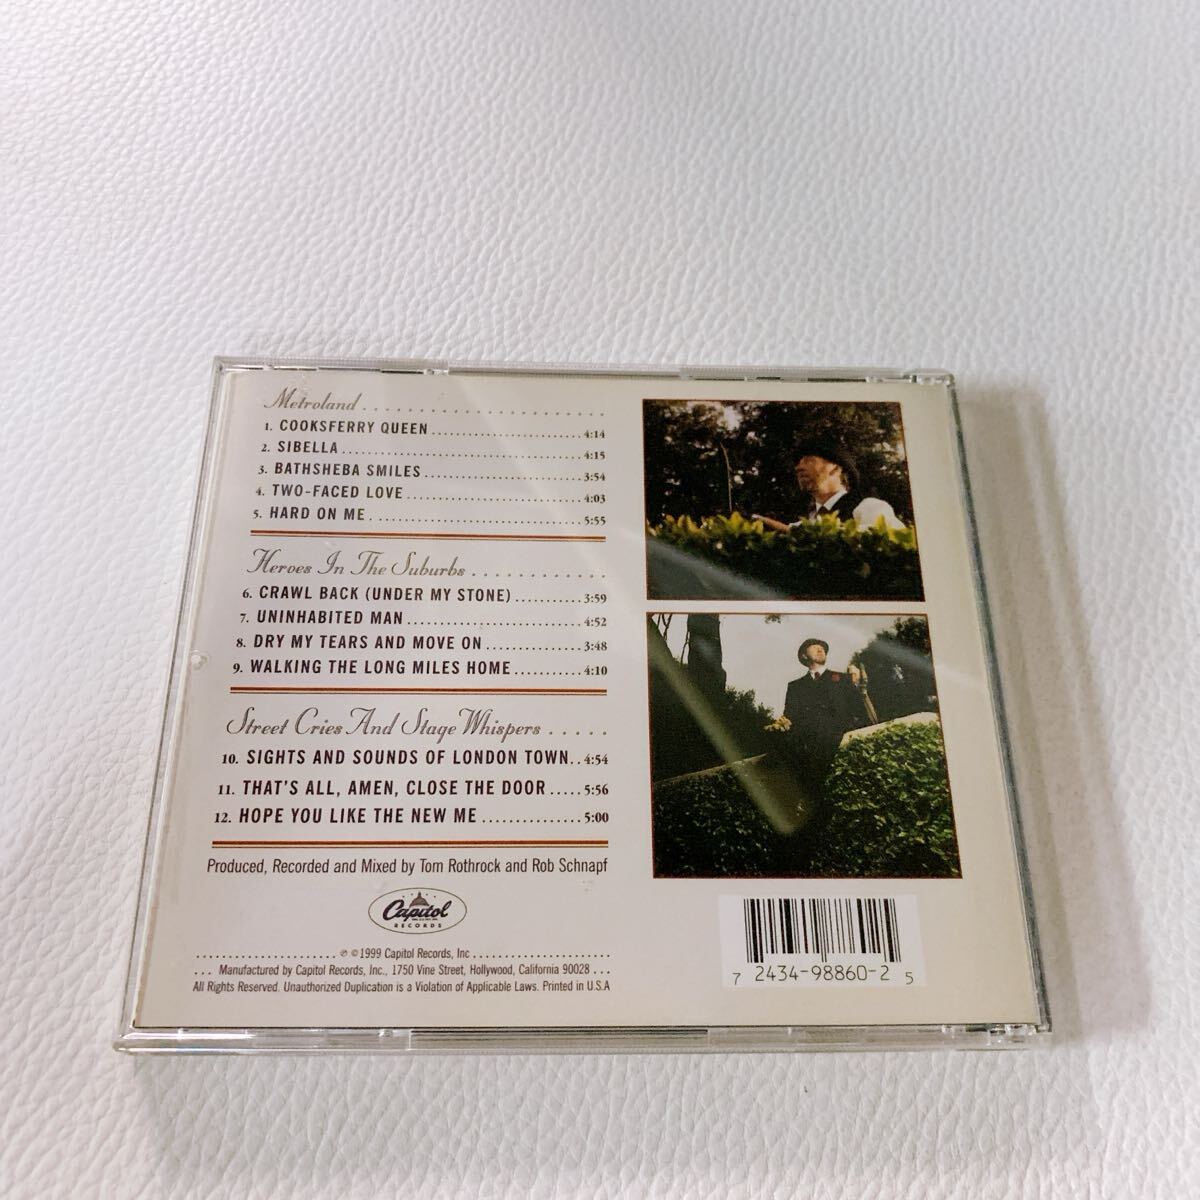 Metroland . . . . . . . . . . . . . . . . . . . . . .
1. COOKSFERRY QUEEN ........................ 4:14
2. SIBELLA ........................ 4:15
3. BATHSHEBA SMILES ........................ 3:54
4. TWO-FACED LOVE ........................ 4:03
5. HARD ON ME ........................ 5:55
Heroes In The Suburbs . . . . . . . . . . . .
6. CRAWL BACK (UNDER MY STONE) ........... 3:59
7. UNINHABITED MAN ........................ 4:52
8. DRY MY TEARS AND MOVE ON ............... 3:48
9. WALKING THE LONG MILES HOME ........... 4:10
Street Cries And Stage Whispers . . . . .
10. SIGHTS AND SOUNDS OF LONDON TOWN.. 4:54
11. THAT'S ALL, AMEN, CLOSE THE DOOR ..... 5:56
12. HOPE YOU LIKE THE NEW ME ............... 5:00
Produced, Recorded and Mixed by Tom Rothrock and Rob Schnapf
Capitol
RECORDS
℗ ©1999 Capitol Records, Inc
. . . Manufactured by Capitol Records, Inc., 1750 Vine Street, Hollywood, California 90028 . . .
All Rights Reserved. Unauthorized Duplication is a Violation of Applicable Laws. Printed in U.S.A
7 2434-98860-2 5